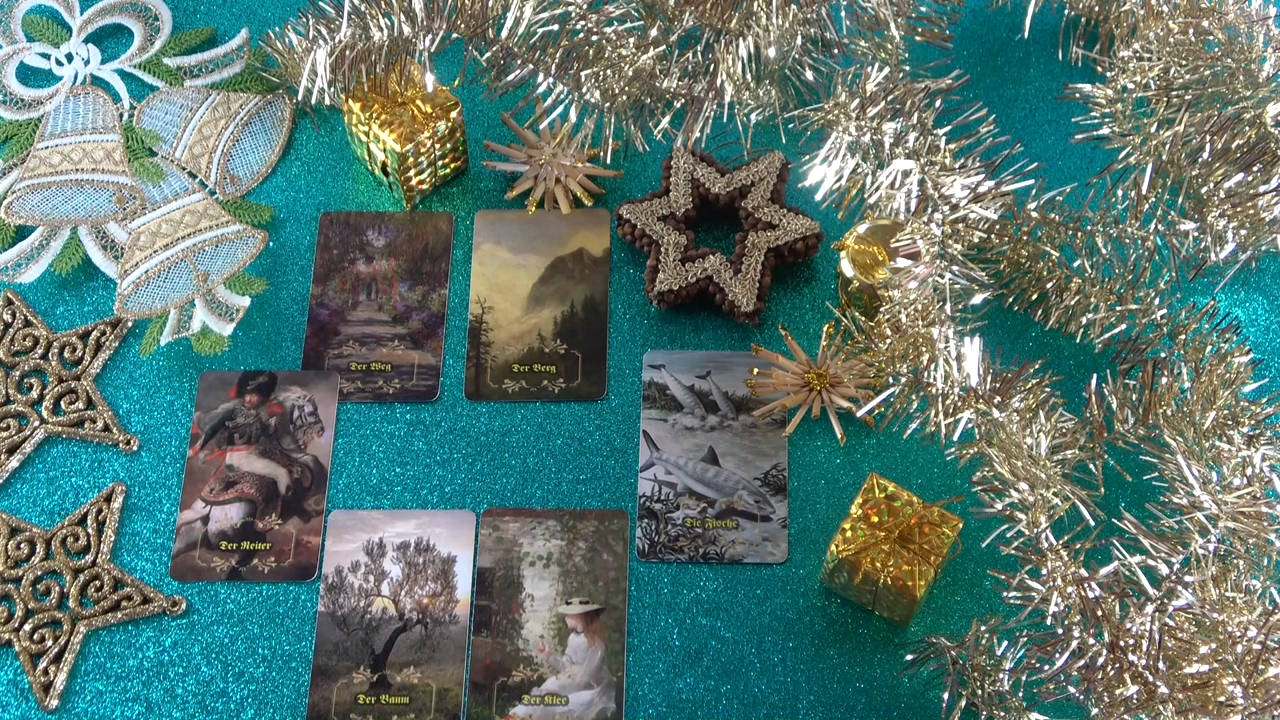 Der Weg
Der Berg
Der Reiter
Die Fische
Der Baum
Der Klee